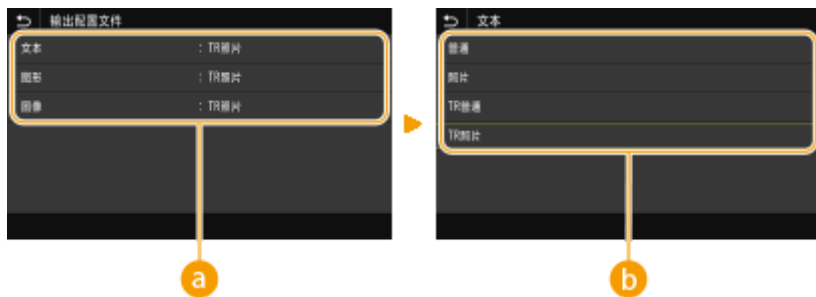 输出配置文件
文本 : TR照片
图形 : TR照片
图像 : TR照片
a
文本
普通
照片
TR普通
TR照片
b